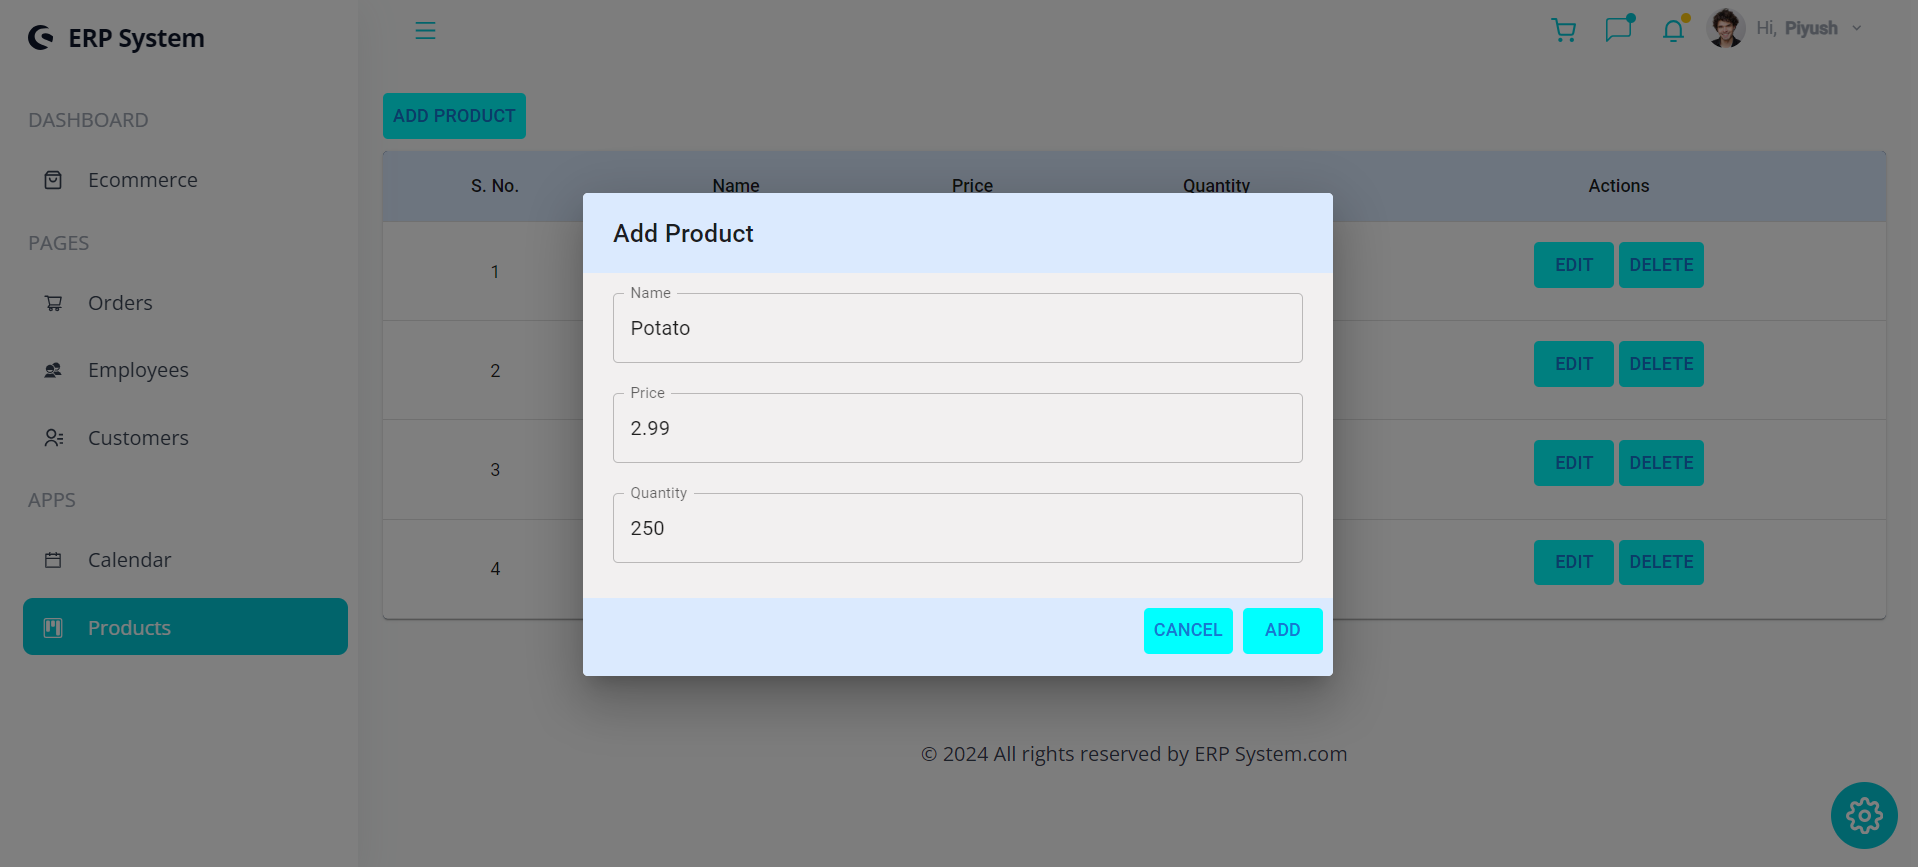 ERP System
Hi, Piyush
DASHBOARD
Ecommerce
PAGES
Orders
Employees
Customers
APPS
Calendar
Products
ADD PRODUCT
S. No. Name Price Quantity Actions
1 EDIT DELETE
2 EDIT DELETE
3 EDIT DELETE
4 EDIT DELETE
Add Product
Name
Potato
Price
2.99
Quantity
250
CANCEL ADD
© 2024 All rights reserved by ERP System.com